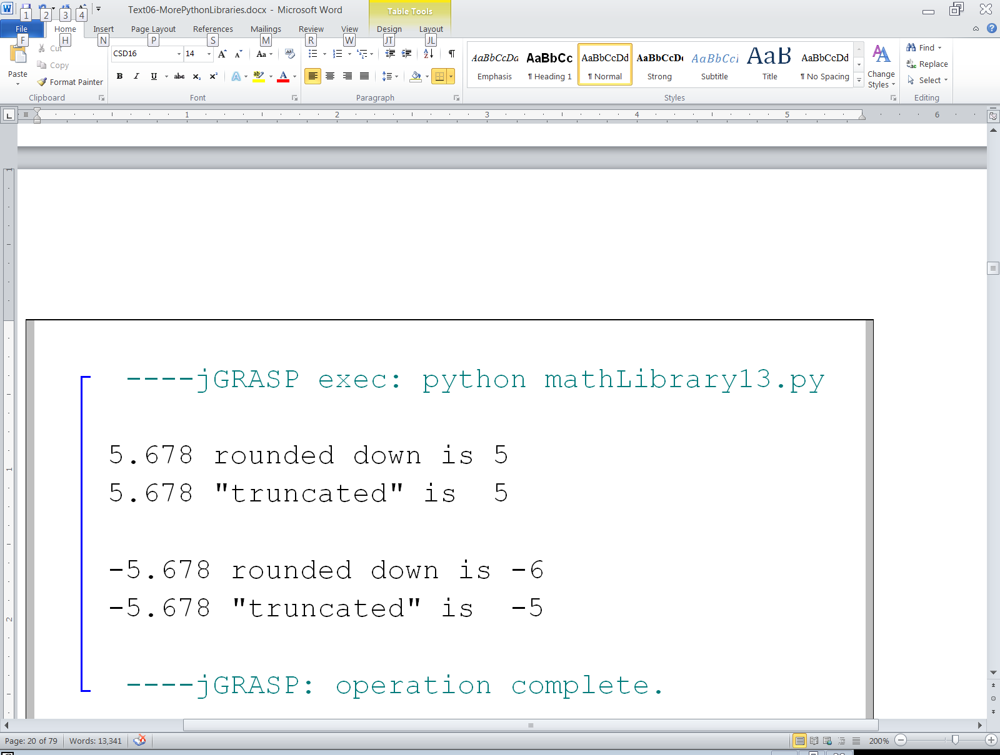 Text06-MorePythonLibraries.docx - Microsoft Word
Table Tools
1 2 3 4
File Home Insert Page Layout References Mailings Review View Design Layout
F H N P S M R W JT JL
Paste
Cut
Copy
Format Painter
Clipboard
CSD16 14
Font
Paragraph
AaBbCcDd AaBbCc AaBbCcDd AaBbCcDd AaBbCcI AaB AaBbCcDd
Emphasis ¶ Heading 1 ¶ Normal Strong Subtitle Title ¶ No Spacing
Change Styles
Styles
Find
Replace
Select
Editing
1 2 3 4 5 6
----jGRASP exec: python mathLibrary13.py
5.678 rounded down is 5
5.678 "truncated" is  5
-5.678 rounded down is -6
-5.678 "truncated" is  -5
----jGRASP: operation complete.
1
1
2
Page: 20 of 79 Words: 13,341 200%